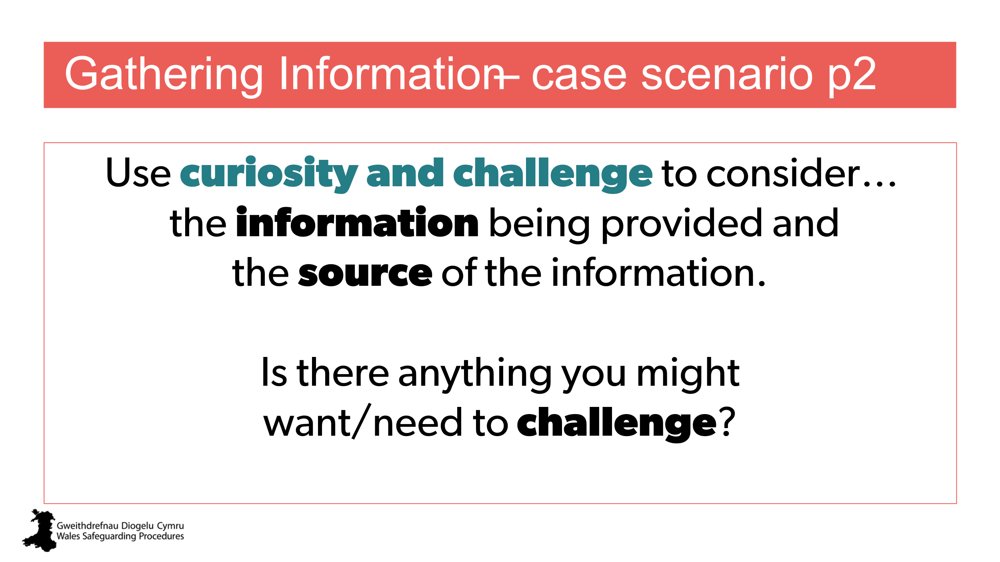 Gathering Information – case scenario p2
Use curiosity and challenge to consider...
the information being provided and
the source of the information.
Is there anything you might
want/need to challenge?
Gweithdrefnau Diogelu Cymru
Wales Safeguarding Procedures